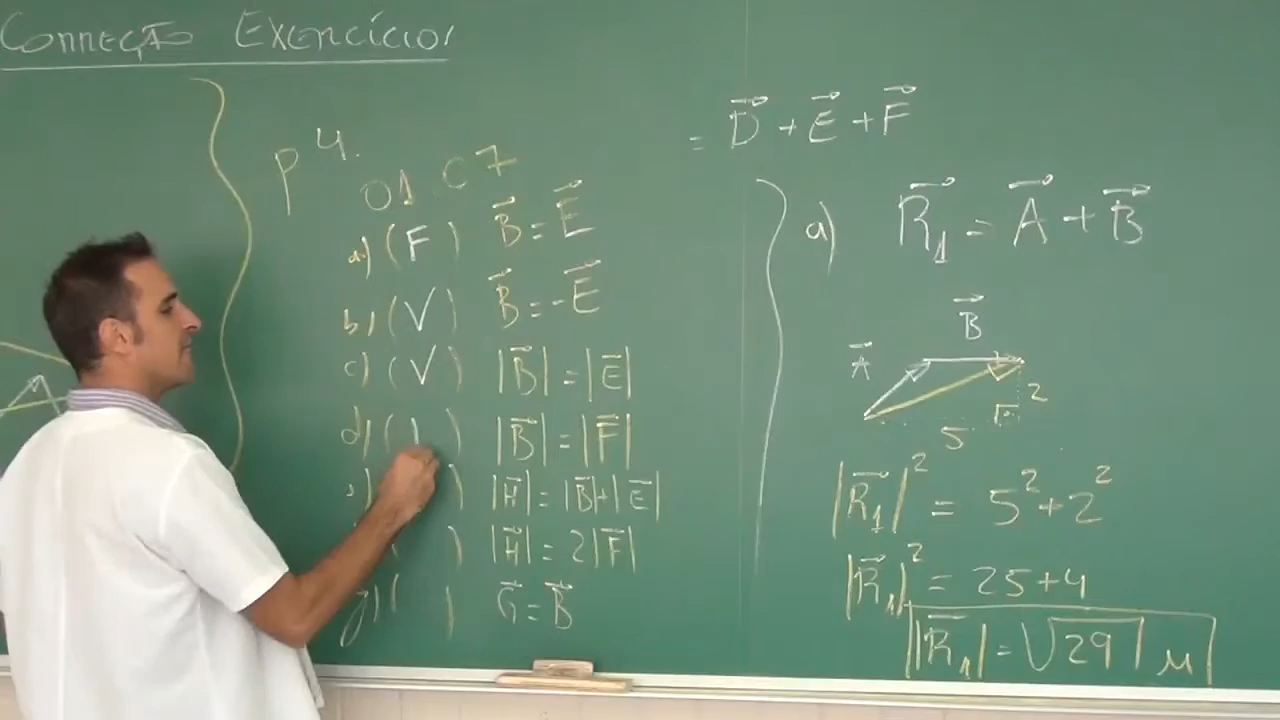 Correção Exercícios
P 4.
01. C7
a) (F) B⃗ = E⃗
b) (V) B⃗ = -E⃗
c) (V) |B⃗| = |E⃗|
d) ( ) |B⃗| = |F⃗|
( ) |H⃗| = |B⃗|+|E⃗|
( ) |H⃗| = 2|F⃗|
g) ( ) G⃗ = B⃗
= D⃗ + E⃗ + F⃗
a) R⃗₁ = A⃗ + B⃗
B⃗
A⃗
2
5
|R⃗₁|² = 5² + 2²
|R⃗₁|² = 25 + 4
|R⃗₁| = √29 μ